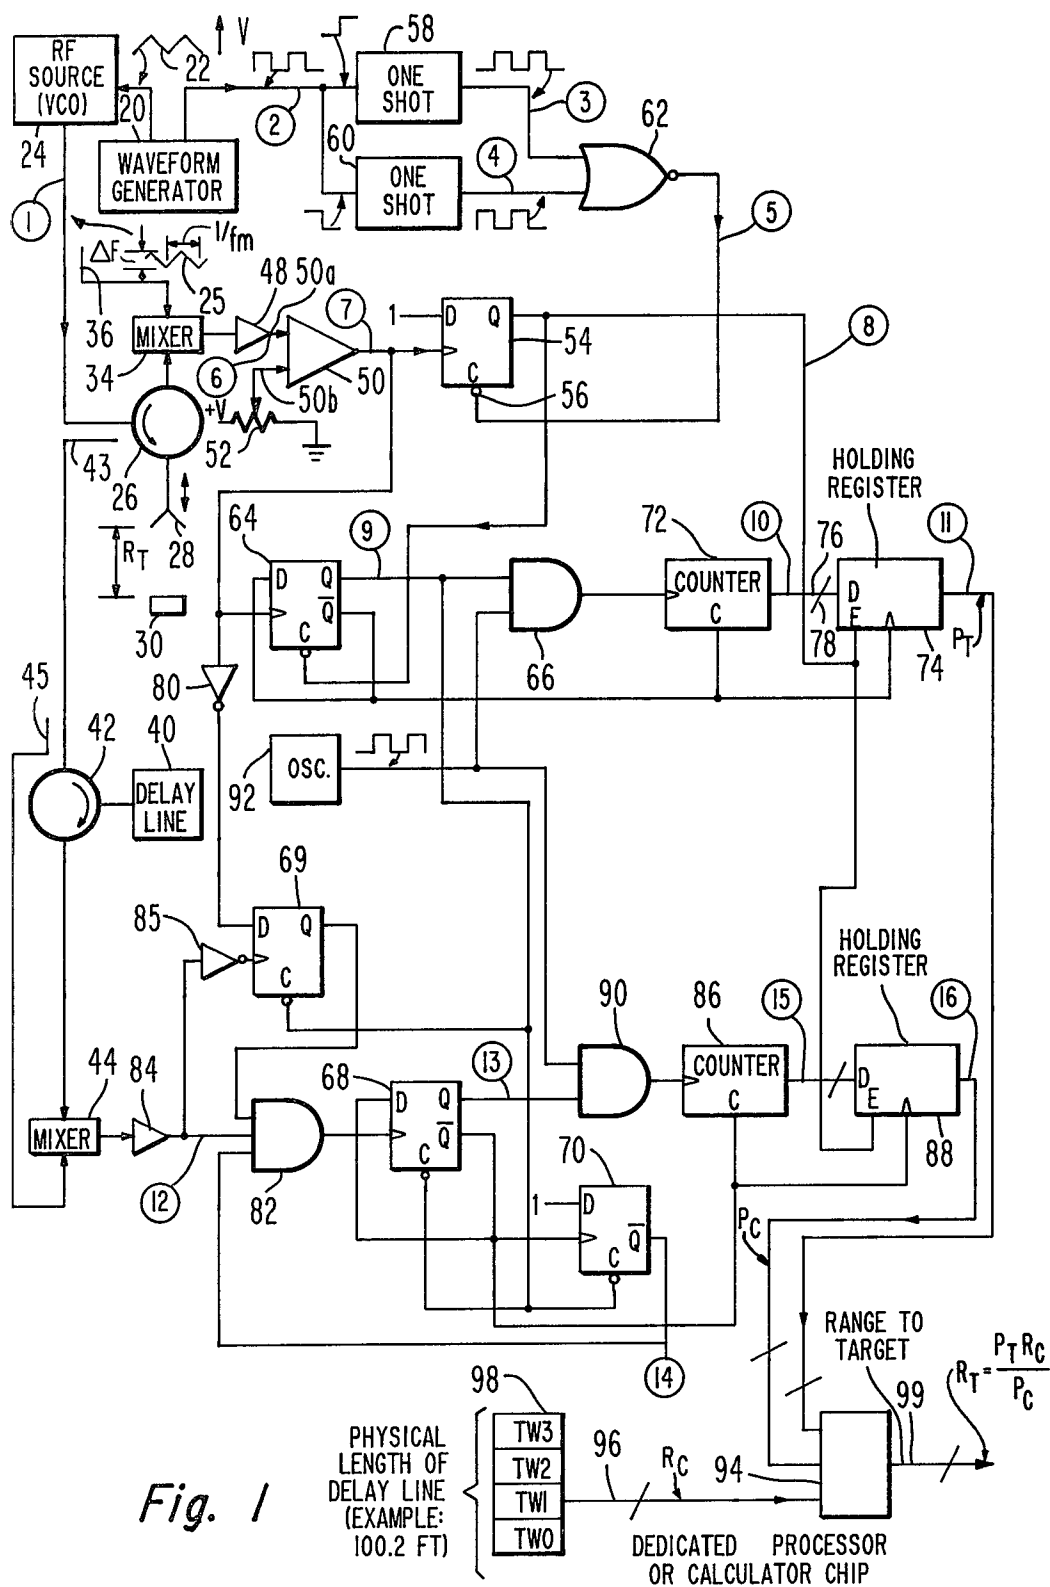 RF
SOURCE
(VCO)
24
22
V
20
WAVEFORM
GENERATOR
2
58
ONE
SHOT
60
ONE
SHOT
3
4
62
5
1
ΔF
1/fm
25
36
MIXER
34
48
50a
6
7
50
50b
+V
52
1
D
Q
C
54
56
8
43
26
28
RT
30
64
D
Q
Q̅
C
9
66
72
COUNTER
C
10
HOLDING
REGISTER
76
78
D
E
74
11
PT
80
45
42
40
DELAY
LINE
92
OSC.
69
D
Q
C
85
HOLDING
REGISTER
90
86
COUNTER
C
15
D
E
88
16
44
MIXER
84
12
82
68
D
Q
Q̅
C
13
70
1
D
Q̅
C
14
PC
RANGE TO
TARGET
RT = PT RC
PC
99
98
TW3
TW2
TW1
TW0
PHYSICAL
LENGTH OF
DELAY LINE
(EXAMPLE:
100.2 FT)
96
RC
94
DEDICATED PROCESSOR
OR CALCULATOR CHIP
Fig. 1